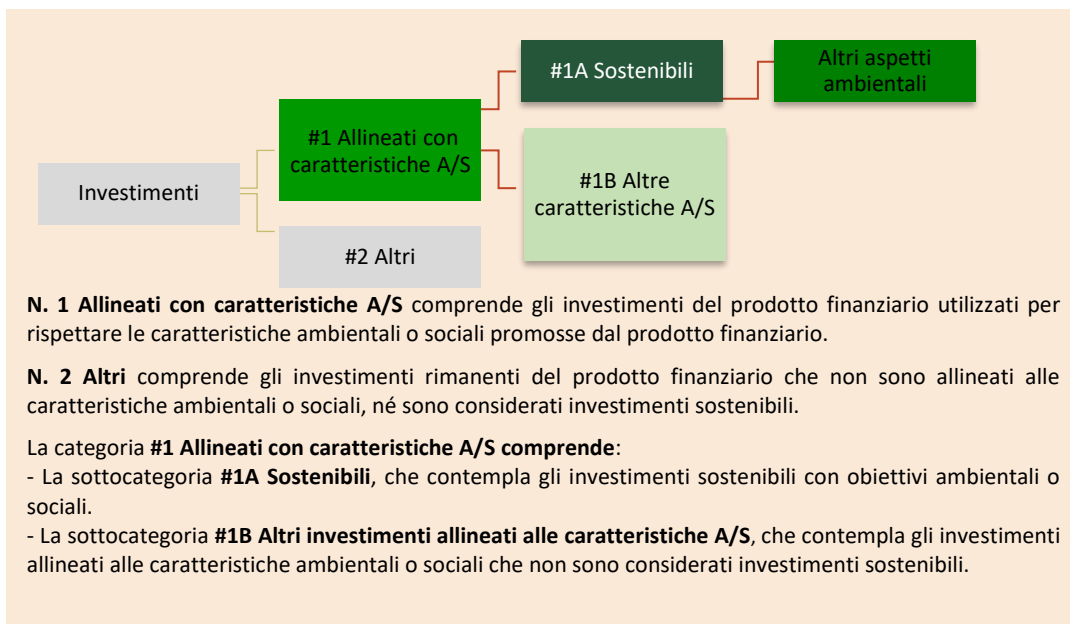 #1A Sostenibili
Altri aspetti
ambientali
#1 Allineati con
caratteristiche A/S
#1B Altre
caratteristiche A/S
Investimenti
#2 Altri
N. 1 Allineati con caratteristiche A/S comprende gli investimenti del prodotto finanziario utilizzati per
rispettare le caratteristiche ambientali o sociali promosse dal prodotto finanziario.
N. 2 Altri comprende gli investimenti rimanenti del prodotto finanziario che non sono allineati alle
caratteristiche ambientali o sociali, né sono considerati investimenti sostenibili.
La categoria #1 Allineati con caratteristiche A/S comprende:
- La sottocategoria #1A Sostenibili, che contempla gli investimenti sostenibili con obiettivi ambientali o
sociali.
- La sottocategoria #1B Altri investimenti allineati alle caratteristiche A/S, che contempla gli investimenti
allineati alle caratteristiche ambientali o sociali che non sono considerati investimenti sostenibili.